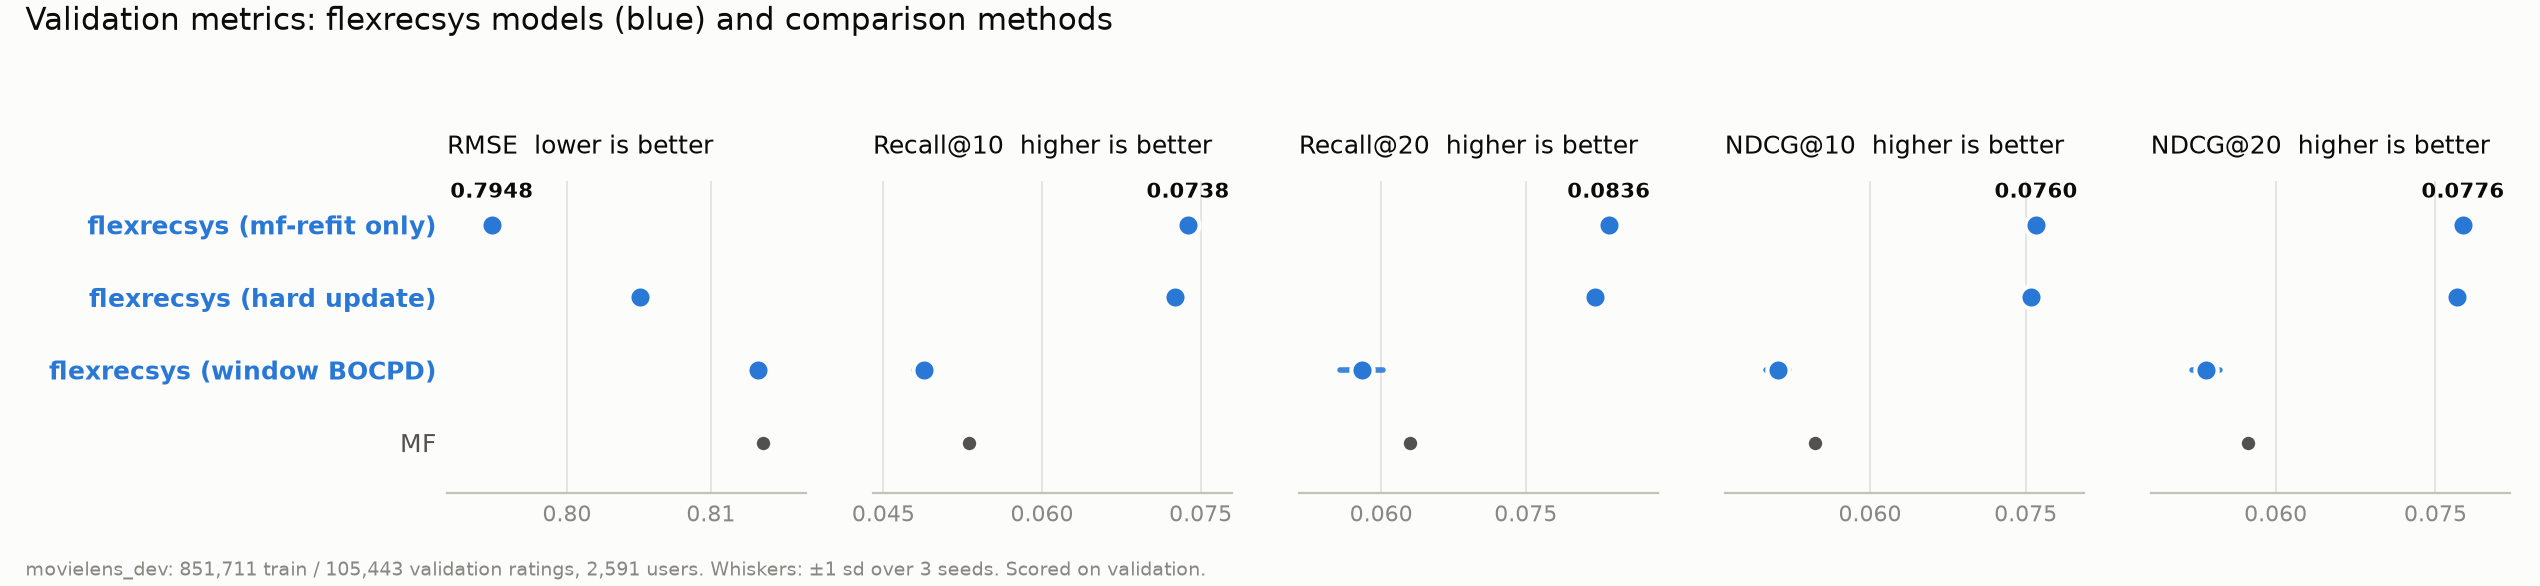 Validation metrics: flexrecsys models (blue) and comparison methods
RMSE  lower is better
Recall@10  higher is better
Recall@20  higher is better
NDCG@10  higher is better
NDCG@20  higher is better
0.7948
0.0738
0.0836
0.0760
0.0776
flexrecsys (mf-refit only)
flexrecsys (hard update)
flexrecsys (window BOCPD)
MF
0.80 0.81
0.045 0.060 0.075
0.060 0.075
0.060 0.075
0.060 0.075
movielens_dev: 851,711 train / 105,443 validation ratings, 2,591 users. Whiskers: ±1 sd over 3 seeds. Scored on validation.